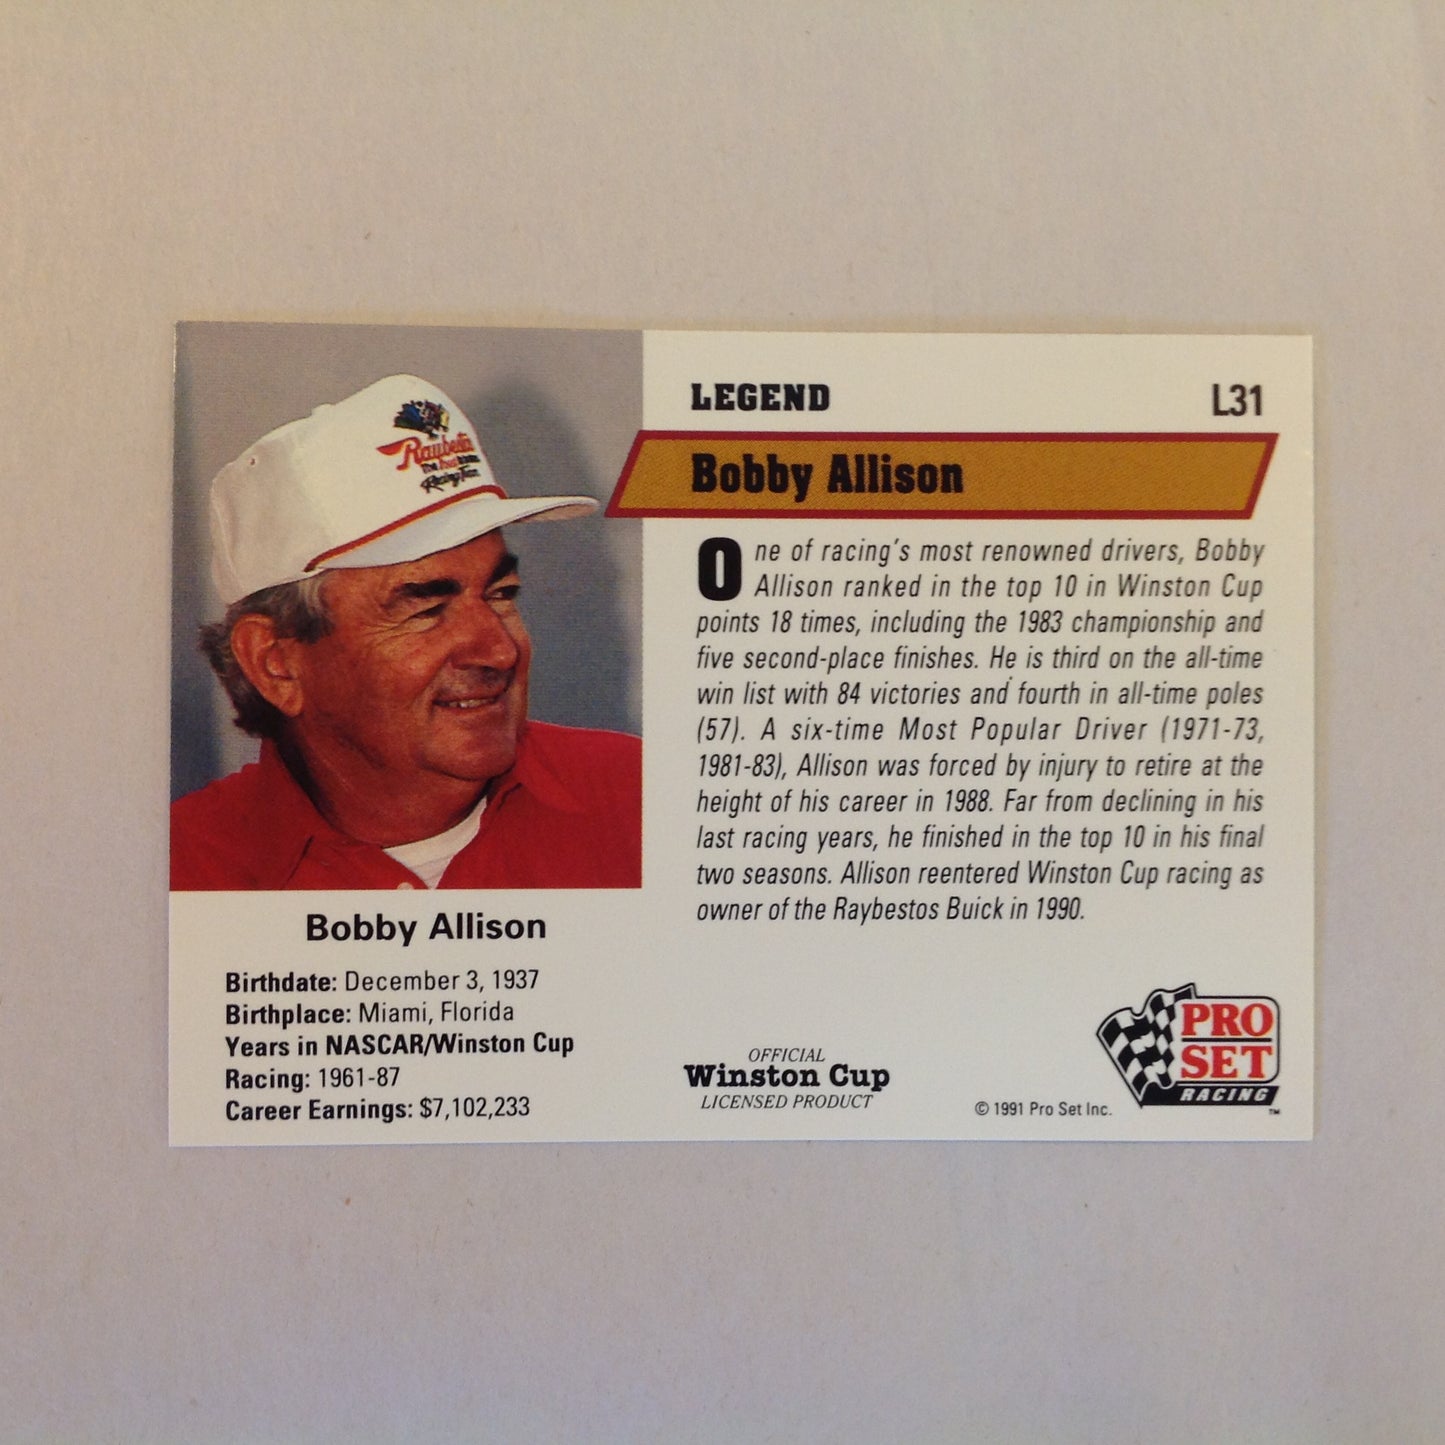 Raybestos
Racing Team
LEGEND
L31
Bobby Allison
One of racing's most renowned drivers, Bobby
Allison ranked in the top 10 in Winston Cup
points 18 times, including the 1983 championship and
five second-place finishes. He is third on the all-time
win list with 84 victories and fourth in all-time poles
(57). A six-time Most Popular Driver (1971-73,
1981-83), Allison was forced by injury to retire at the
height of his career in 1988. Far from declining in his
last racing years, he finished in the top 10 in his final
two seasons. Allison reentered Winston Cup racing as
owner of the Raybestos Buick in 1990.
Bobby Allison
Birthdate: December 3, 1937
Birthplace: Miami, Florida
Years in NASCAR/Winston Cup
Racing: 1961-87
Career Earnings: $7,102,233
OFFICIAL
Winston Cup
LICENSED PRODUCT
© 1991 Pro Set Inc.
PRO
SET
RACING
TM